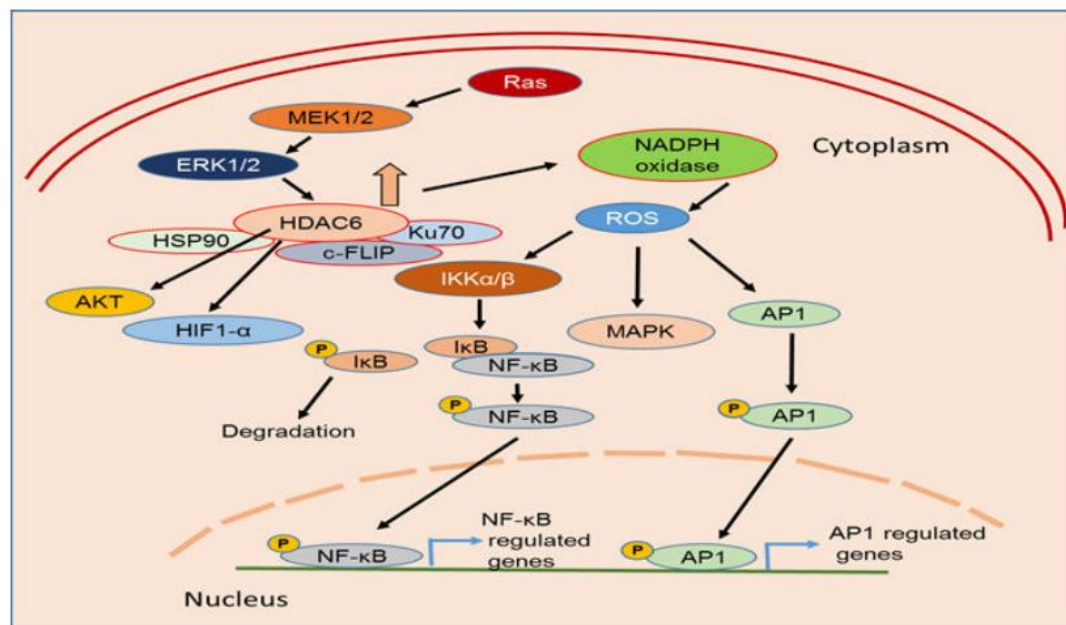 Ras
MEK1/2
NADPH
oxidase
Cytoplasm
ERK1/2
HDAC6
ROS
Ku70
HSP90
c-FLIP
IKKα/β
AKT
AP1
HIF1-α
MAPK
P
IκB
IκB
NF-κB
P
NF-κB
P
AP1
Degradation
NF-κB
regulated
genes
AP1 regulated
genes
P
NF-κB
P
AP1
Nucleus